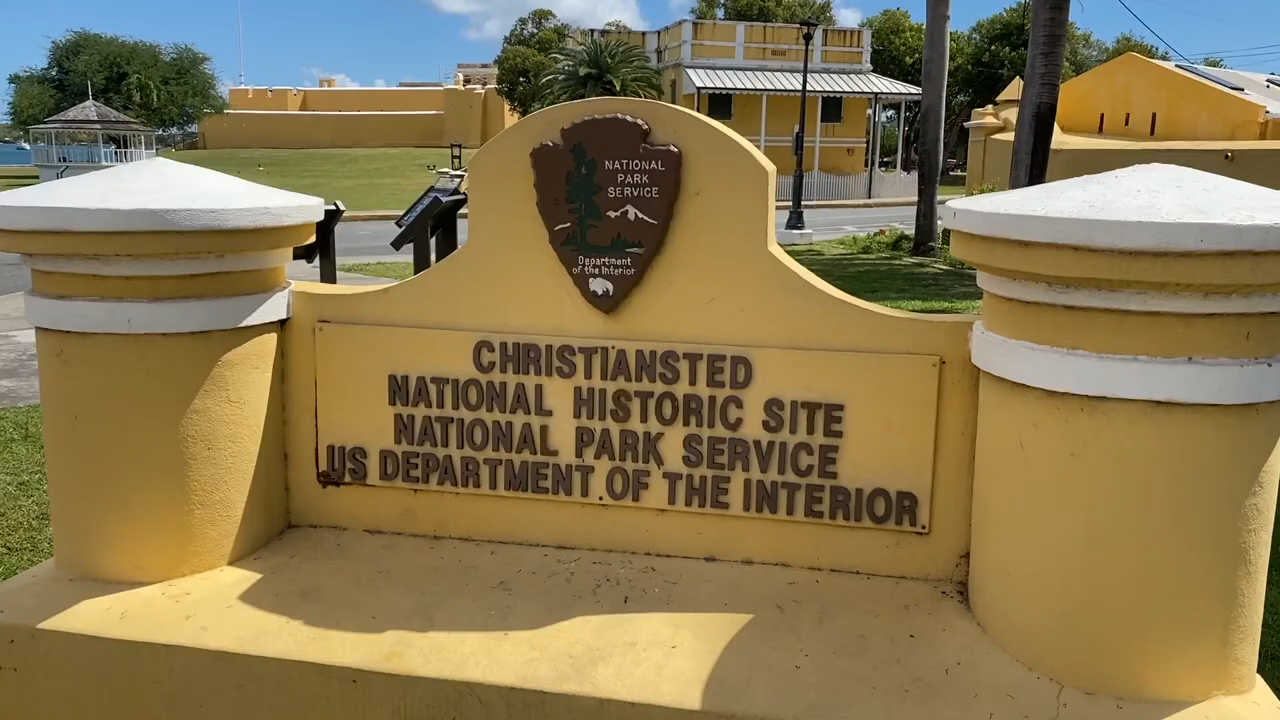 NATIONAL
PARK
SERVICE
Department
of the Interior
CHRISTIANSTED
NATIONAL HISTORIC SITE
NATIONAL PARK SERVICE
US DEPARTMENT OF THE INTERIOR